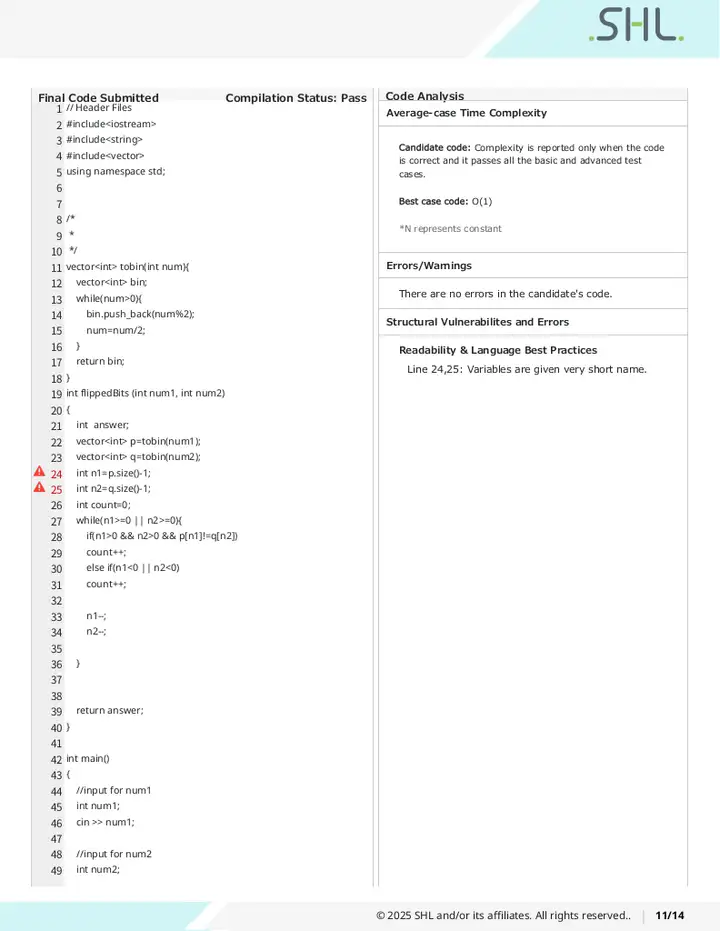 .SHL.
Final Code Submitted Compilation Status: Pass
1 // Header Files
2 #include<iostream>
3 #include<string>
4 #include<vector>
5 using namespace std;
6
7
8 /*
9 *
10 */
11 vector<int> tobin(int num){
12 vector<int> bin;
13 while(num>0){
14 bin.push_back(num%2);
15 num=num/2;
16 }
17 return bin;
18 }
19 int flippedBits (int num1, int num2)
20 {
21 int answer;
22 vector<int> p=tobin(num1);
23 vector<int> q=tobin(num2);
24 int n1=p.size()-1;
25 int n2=q.size()-1;
26 int count=0;
27 while(n1>=0 || n2>=0){
28 if(n1>0 && n2>0 && p[n1]!=q[n2])
29 count++;
30 else if(n1<0 || n2<0)
31 count++;
32
33 n1--;
34 n2--;
35
36 }
37
38
39 return answer;
40 }
41
42 int main()
43 {
44 //input for num1
45 int num1;
46 cin >> num1;
47
48 //input for num2
49 int num2;
Code Analysis
Average-case Time Complexity
Candidate code: Complexity is reported only when the code
is correct and it passes all the basic and advanced test
cases.
Best case code: O(1)
*N represents constant
Errors/Warnings
There are no errors in the candidate's code.
Structural Vulnerabilites and Errors
Readability & Language Best Practices
Line 24,25: Variables are given very short name.
© 2025 SHL and/or its affiliates. All rights reserved.. 11/14